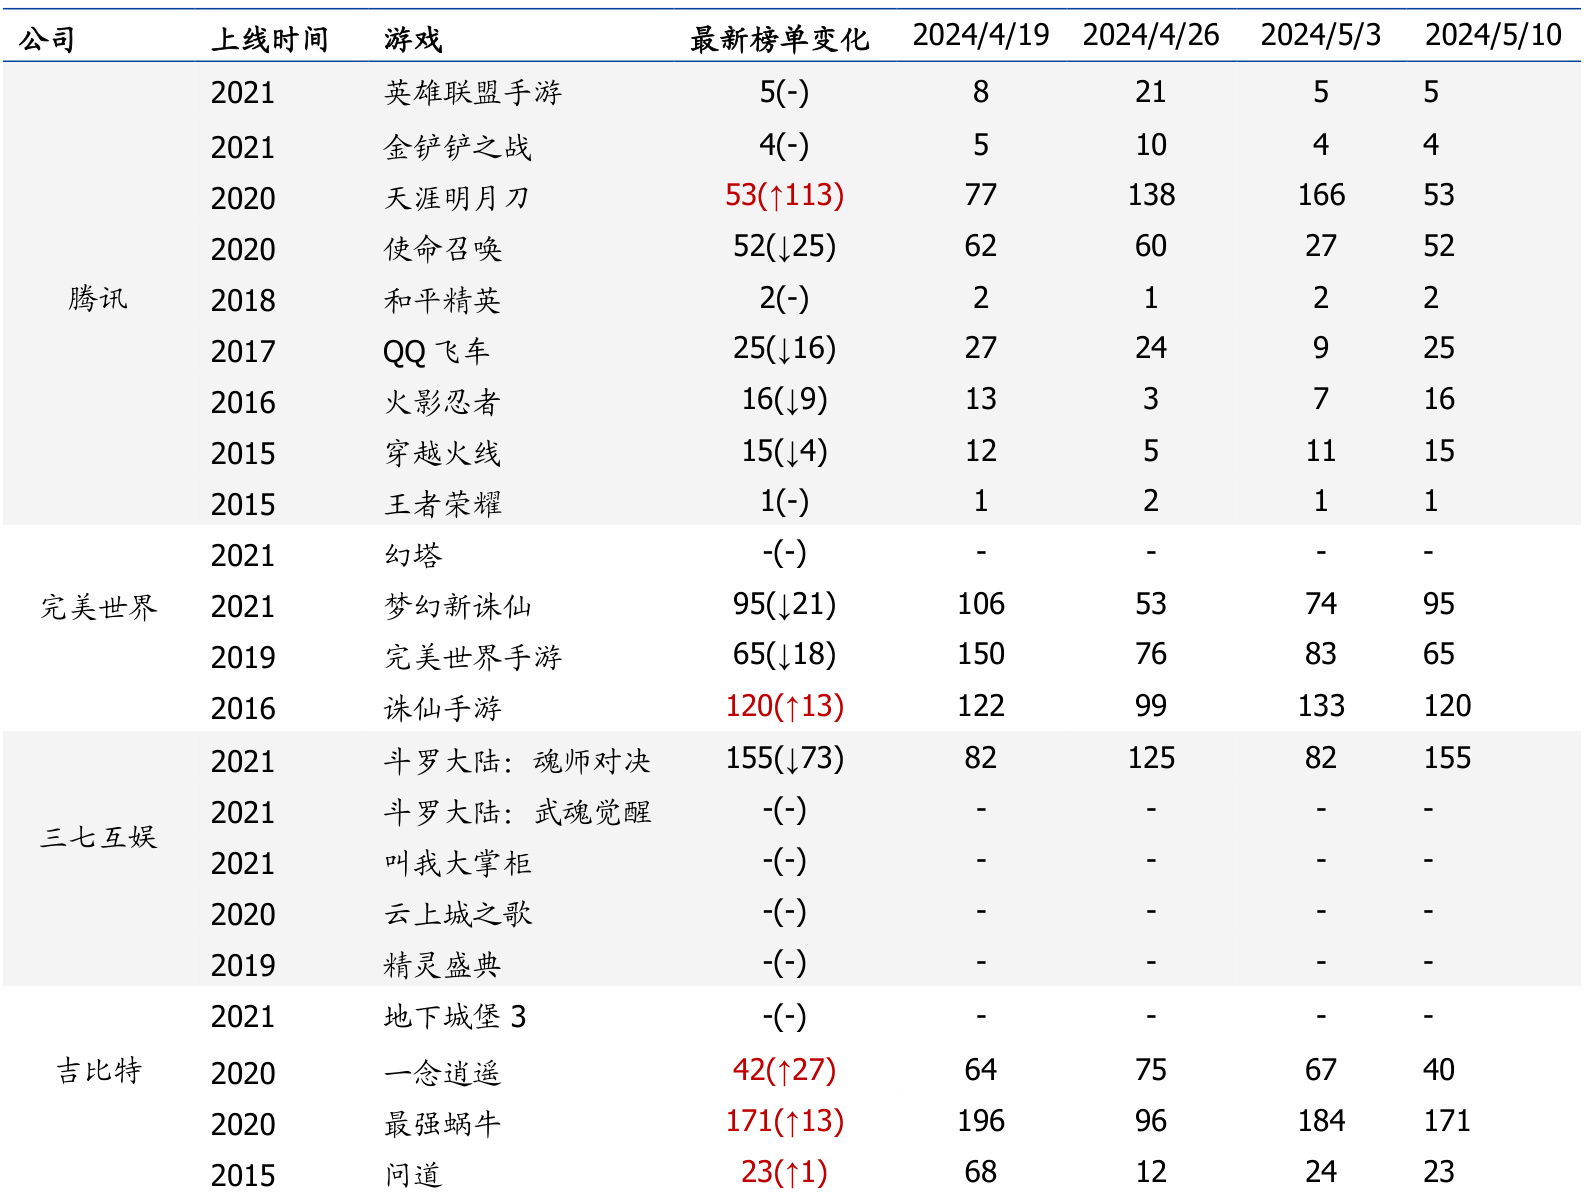 公司 上线时间 游戏 最新榜单变化 2024/4/19 2024/4/26 2024/5/3 2024/5/10
2021 英雄联盟手游 5(-) 8 21 5 5
2021 金铲铲之战 4(-) 5 10 4 4
2020 天涯明月刀 53(↑113) 77 138 166 53
2020 使命召唤 52(↓25) 62 60 27 52
腾讯 2018 和平精英 2(-) 2 1 2 2
2017 QQ 飞车 25(↓16) 27 24 9 25
2016 火影忍者 16(↓9) 13 3 7 16
2015 穿越火线 15(↓4) 12 5 11 15
2015 王者荣耀 1(-) 1 2 1 1
2021 幻塔 -(-) - - - -
完美世界 2021 梦幻新诛仙 95(↓21) 106 53 74 95
2019 完美世界手游 65(↓18) 150 76 83 65
2016 诛仙手游 120(↑13) 122 99 133 120
2021 斗罗大陆：魂师对决 155(↓73) 82 125 82 155
2021 斗罗大陆：武魂觉醒 -(-) - - - -
三七互娱
2021 叫我大掌柜 -(-) - - - -
2020 云上城之歌 -(-) - - - -
2019 精灵盛典 -(-) - - - -
2021 地下城堡 3 -(-) - - - -
吉比特 2020 一念逍遥 42(↑27) 64 75 67 40
2020 最强蜗牛 171(↑13) 196 96 184 171
2015 问道 23(↑1) 68 12 24 23